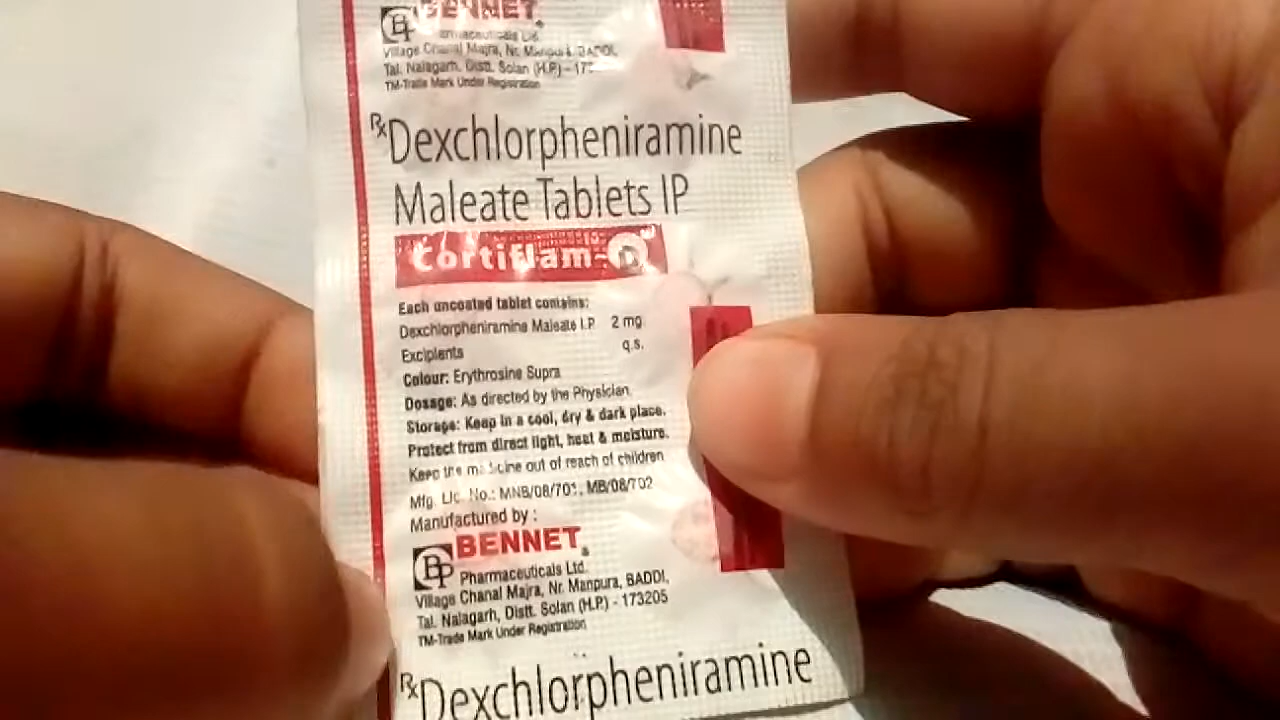 BP BENNET
Pharmaceuticals Ltd.
Village Chanal Majra, Nr. Manpura, BADDI,
Tal. Nalagarh, Distt. Solan (H.P.) -
TM-Trade Mark Under Registration
Rx Dexchlorpheniramine
Maleate Tablets IP
Cortiflam-
Each uncoated tablet contains:
Dexchlorpheniramine Maleate I.P. 2 mg
Excipients q.s.
Colour: Erythrosine Supra
Dosage: As directed by the Physician.
Storage: Keep in a cool, dry & dark place.
Protect from direct light, heat & moisture.
Keep the medicine out of reach of children
Mfg. Lic. No.: MNB/08/701, MB/08/702
Manufactured by :
BP BENNET
Pharmaceuticals Ltd.
Village Chanal Majra, Nr. Manpura, BADDI,
Tal. Nalagarh, Distt. Solan (H.P.) - 173205
TM-Trade Mark Under Registration
Rx Dexchlorpheniramine